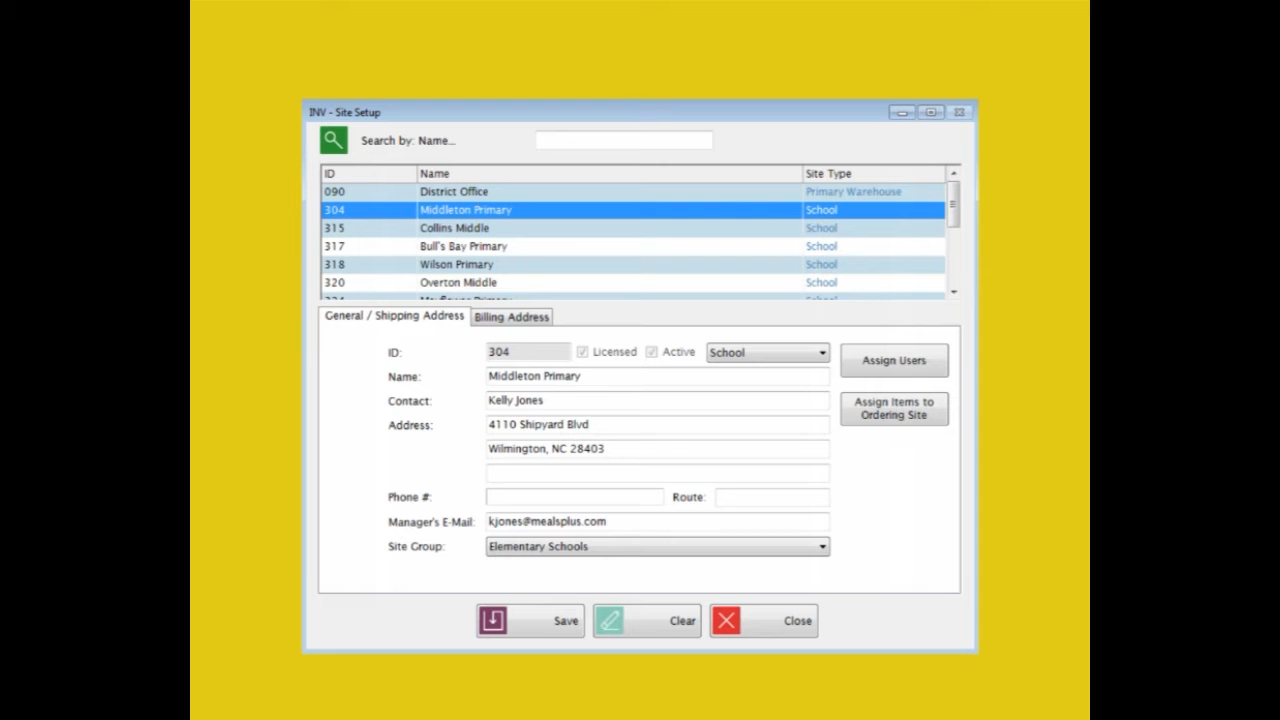 INV - Site Setup
Search by: Name...
ID Name Site Type
090 District Office Primary Warehouse
304 Middleton Primary School
315 Collins Middle School
317 Bull's Bay Primary School
318 Wilson Primary School
320 Overton Middle School
General / Shipping Address Billing Address
ID: 304 Licensed Active School Assign Users
Name: Middleton Primary
Contact: Kelly Jones Assign Items to
Ordering Site
Address: 4110 Shipyard Blvd
Wilmington, NC 28403
Phone #: Route:
Manager's E-Mail: kjones@mealsplus.com
Site Group: Elementary Schools
Save Clear Close